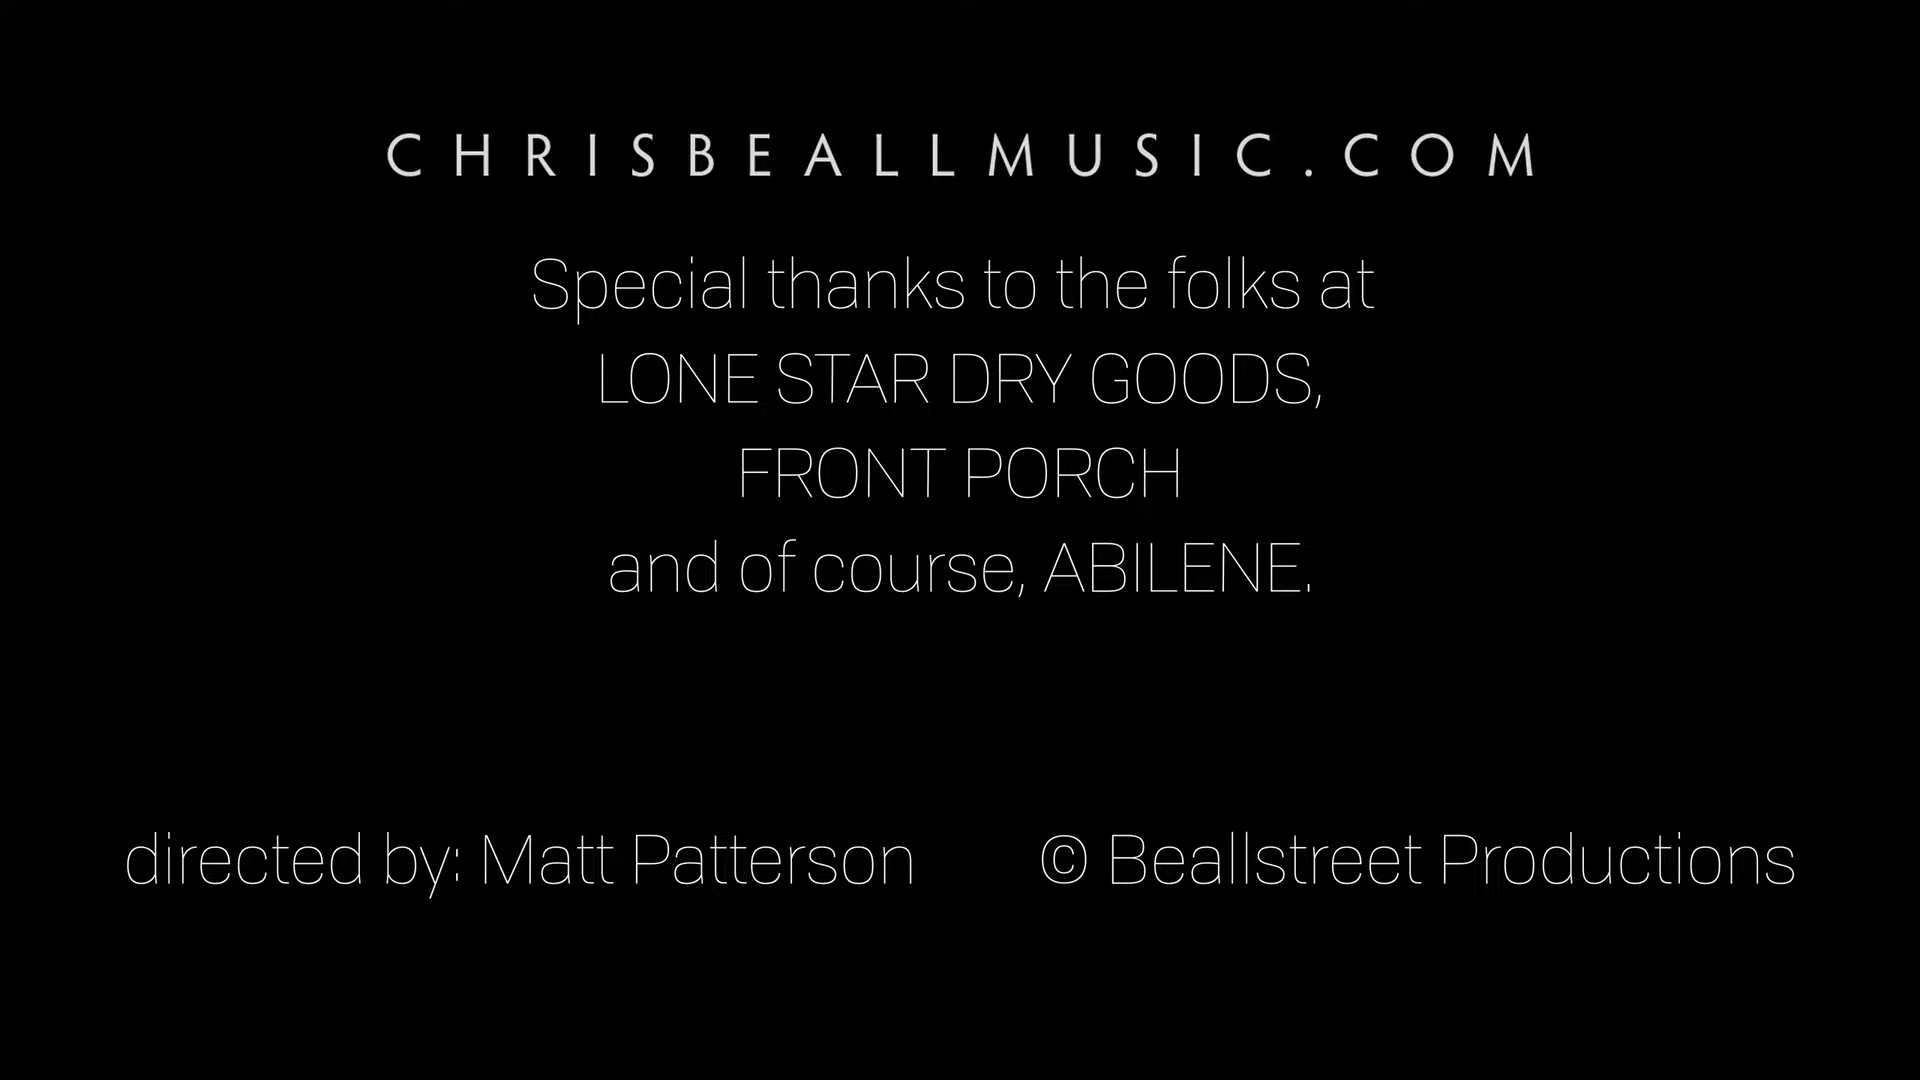 CHRISBEALLMUSIC.COM
Special thanks to the folks at
LONE STAR DRY GOODS,
FRONT PORCH
and of course, ABILENE.
directed by: Matt Patterson
© Beallstreet Productions